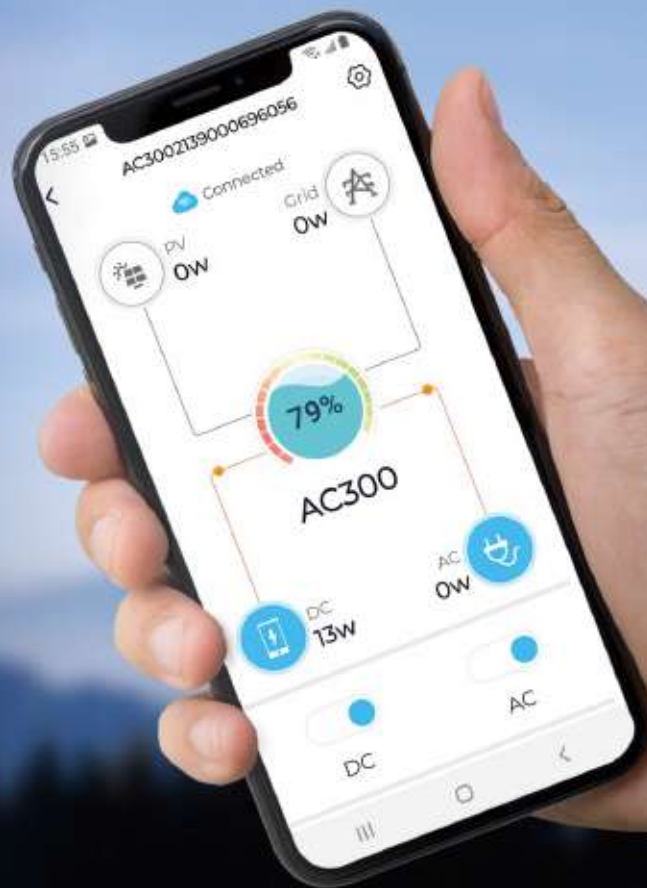 15:55
AC3002139000696056
Connected
PV
0W
Grid
0W
79%
AC300
DC
13W
AC
0W
DC
AC